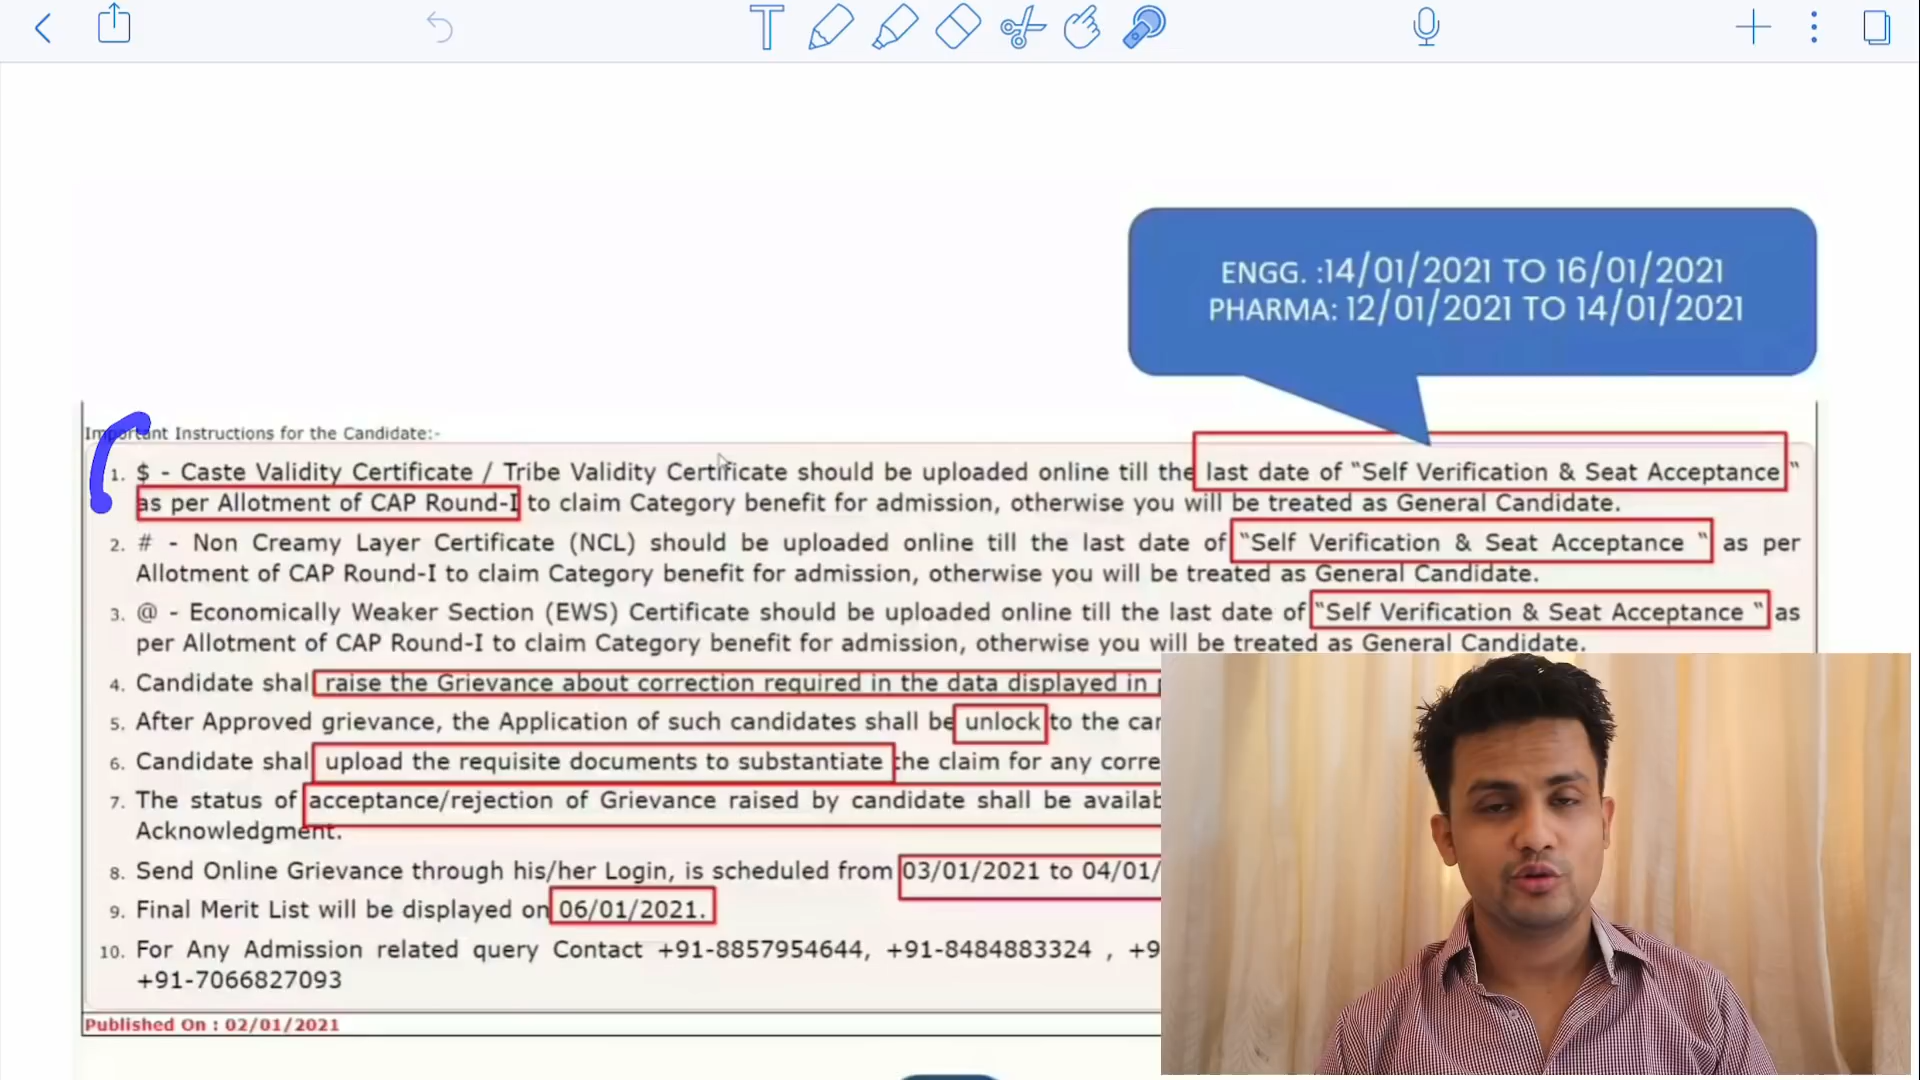 ENGG. :14/01/2021 TO 16/01/2021
PHARMA: 12/01/2021 TO 14/01/2021
Important Instructions for the Candidate:-
1. $ - Caste Validity Certificate / Tribe Validity Certificate should be uploaded online till the last date of "Self Verification & Seat Acceptance "
as per Allotment of CAP Round-I to claim Category benefit for admission, otherwise you will be treated as General Candidate.
2. # - Non Creamy Layer Certificate (NCL) should be uploaded online till the last date of "Self Verification & Seat Acceptance " as per
Allotment of CAP Round-I to claim Category benefit for admission, otherwise you will be treated as General Candidate.
3. @ - Economically Weaker Section (EWS) Certificate should be uploaded online till the last date of "Self Verification & Seat Acceptance " as
per Allotment of CAP Round-I to claim Category benefit for admission, otherwise you will be treated as General Candidate.
4. Candidate shal raise the Grievance about correction required in the data displayed in
5. After Approved grievance, the Application of such candidates shall be unlock to the
6. Candidate shal upload the requisite documents to substantiate the claim for any
7. The status of acceptance/rejection of Grievance raised by candidate shall be
Acknowledgment.
8. Send Online Grievance through his/her Login, is scheduled from 03/01/2021 to 04/01/
9. Final Merit List will be displayed on 06/01/2021.
10. For Any Admission related query Contact +91-8857954644, +91-8484883324 , +9
+91-7066827093
Published On : 02/01/2021